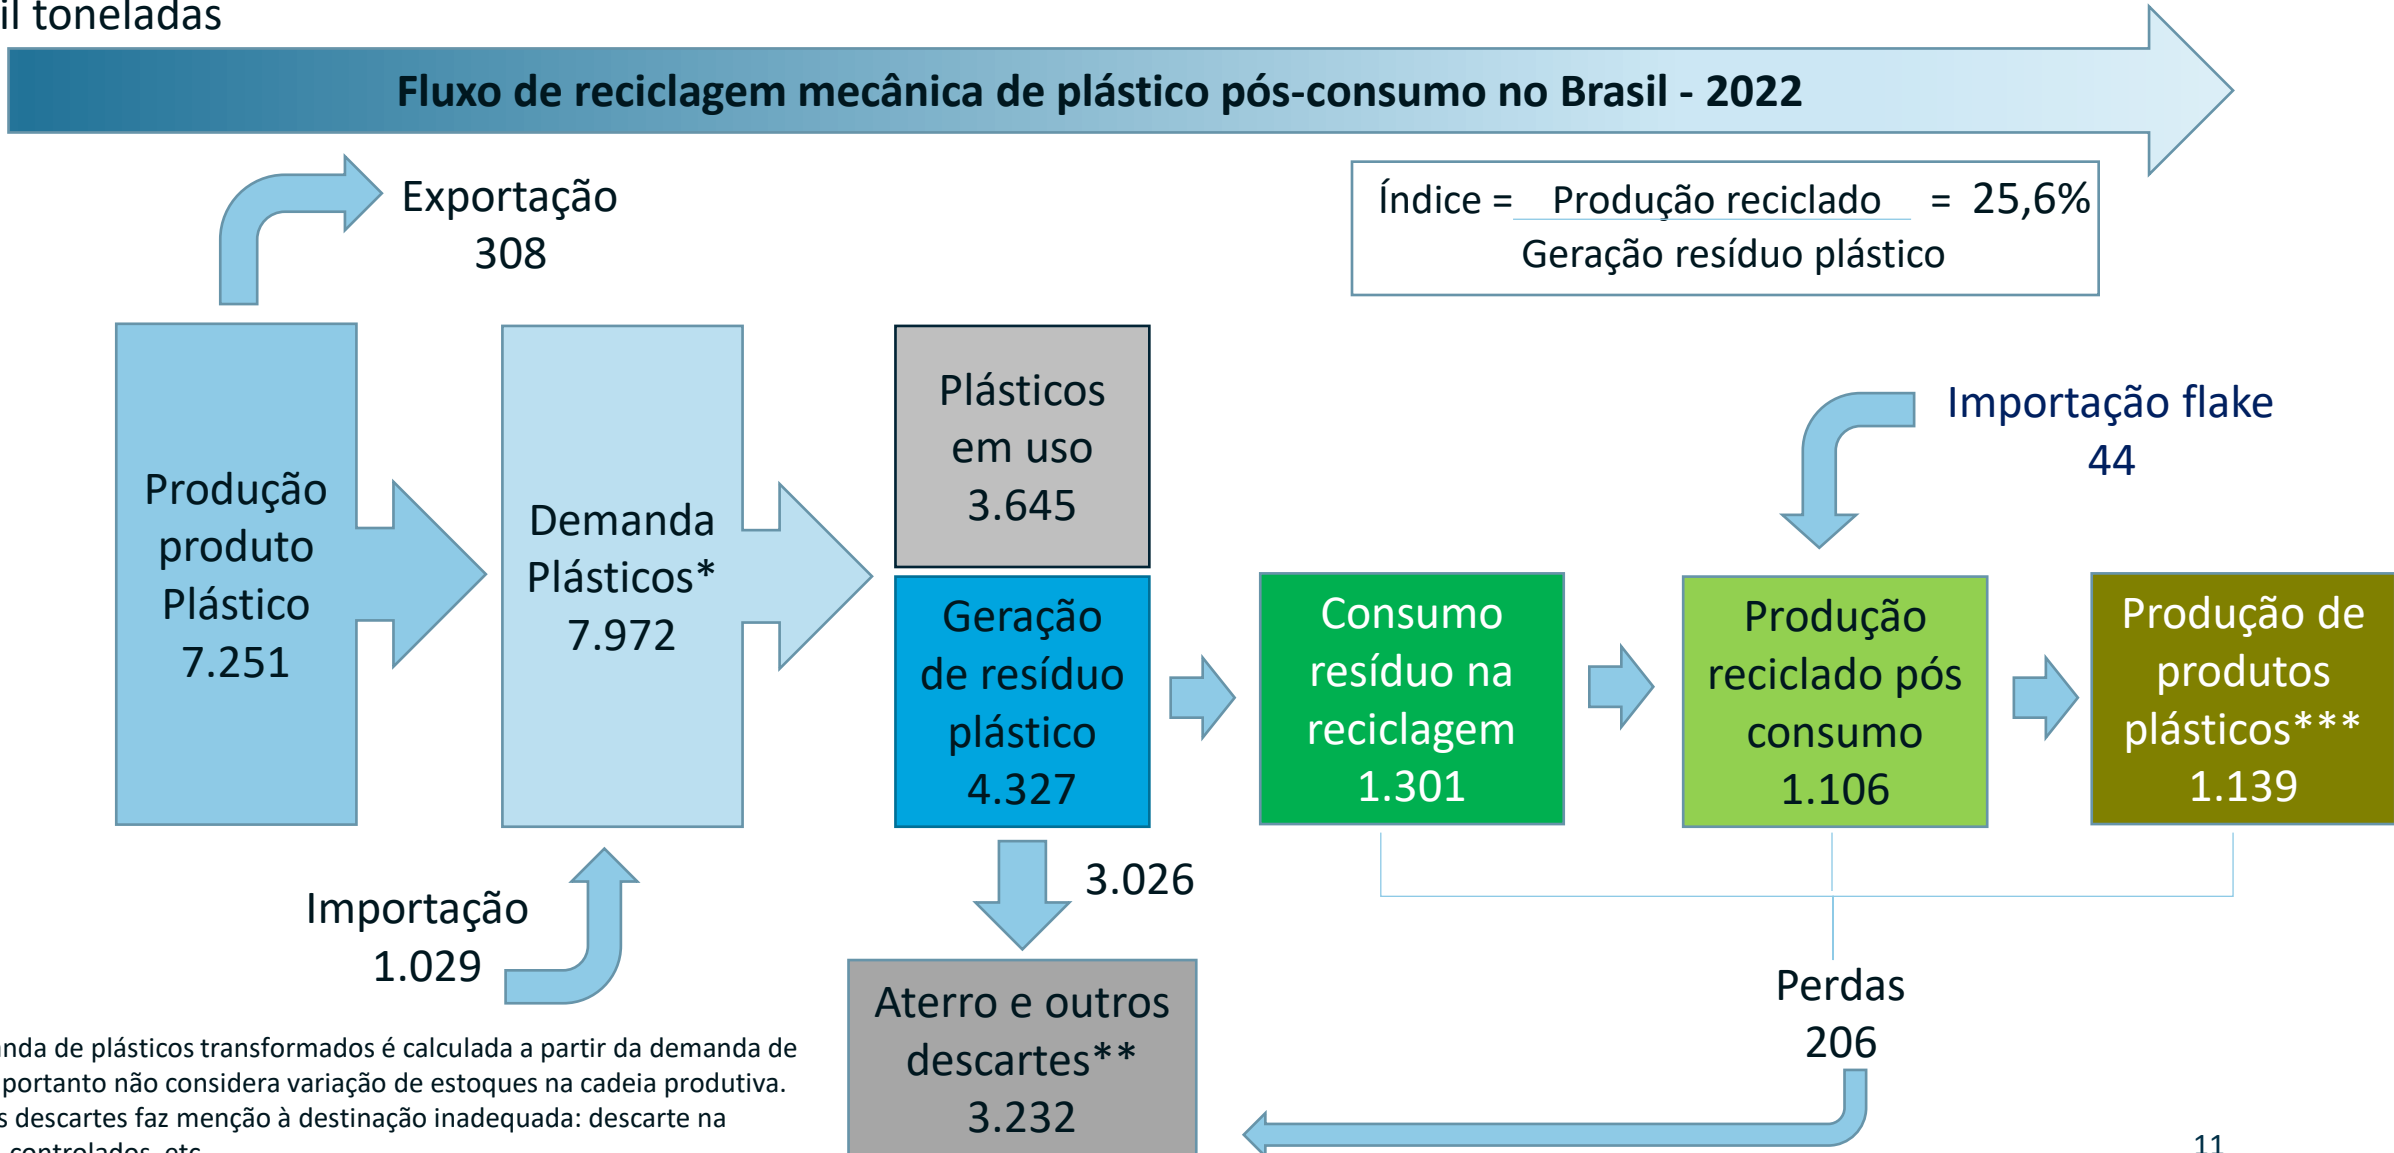 il toneladas
Fluxo de reciclagem mecânica de plástico pós-consumo no Brasil - 2022
Exportação
308
Índice = Produção reciclado = 25,6%
Geração resíduo plástico
Produção
produto
Plástico
7.251
Demanda
Plásticos*
7.972
Importação
1.029
Plásticos
em uso
3.645
Geração
de resíduo
plástico
4.327
Consumo
resíduo na
reciclagem
1.301
Importação flake
44
Produção
reciclado pós
consumo
1.106
Produção de
produtos
plásticos***
1.139
3.026
Aterro e outros
descartes**
3.232
Perdas
206
nda de plásticos transformados é calculada a partir da demanda de
portanto não considera variação de estoques na cadeia produtiva.
s descartes faz menção à destinação inadequada: descarte na
controlados, etc
11